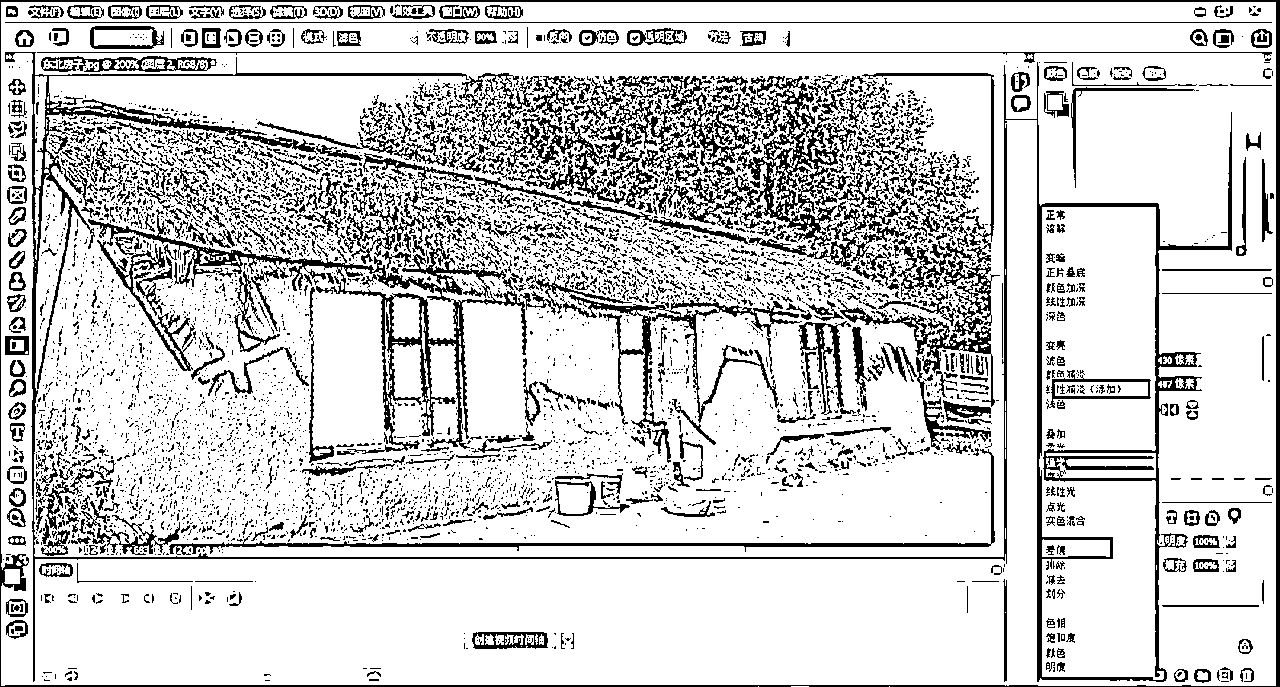 文件(F) 编辑(E) 图像(I) 图层(L) 文字(Y) 选择(S) 滤镜(T) 3D(D) 视图(V) 增效工具 窗口(W) 帮助(H)
模式: 滤色 不透明度: 90% 反向 仿色 透明区域 方法: 古典
东北房子.jpg @ 200% (图层 2, RGB/8) *
正常
溶解
变暗
正片叠底
颜色加深
线性加深
深色
变亮
滤色
颜色减淡
线性减淡（添加）
浅色
叠加
柔光
强光
线性光
点光
实色混合
差值
排除
减去
划分
色相
饱和度
颜色
明度
像素
像素
不透明度: 100%
填充: 100%
200%
时间轴
创建视频时间轴